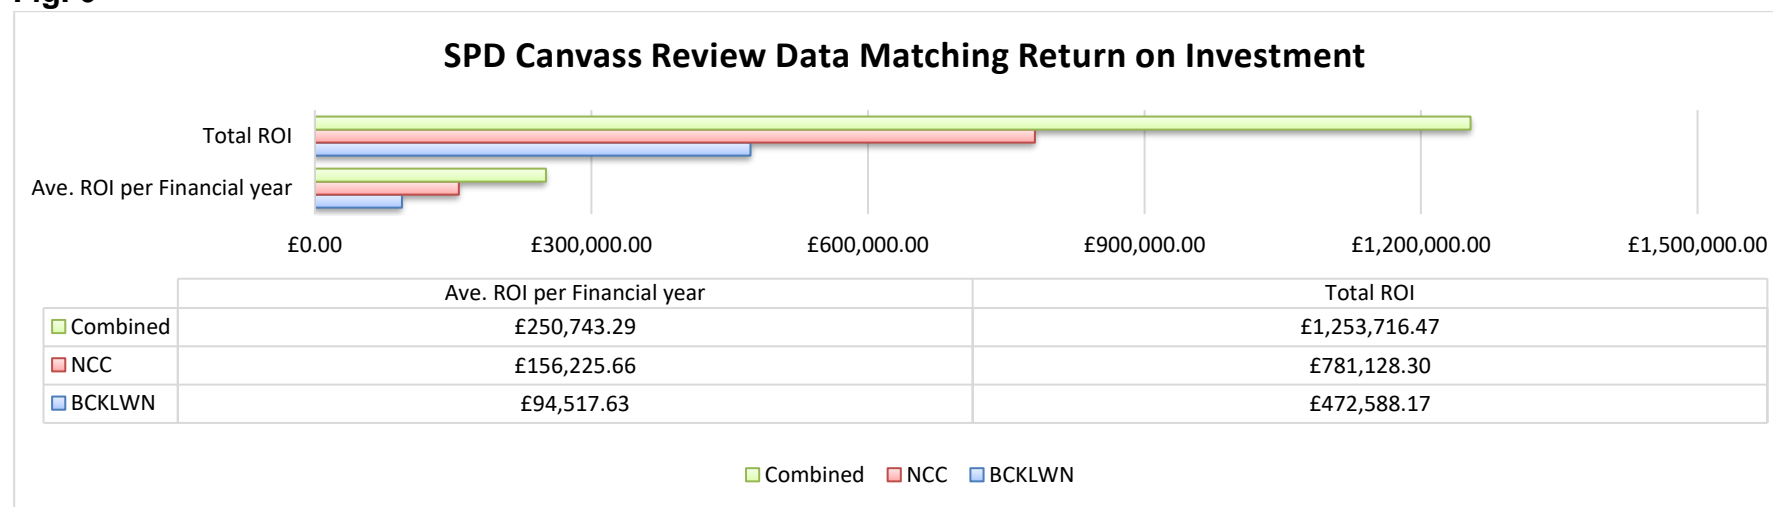 SPD Canvass Review Data Matching Return on Investment
Total ROI
Ave. ROI per Financial year
£0.00 £300,000.00 £600,000.00 £900,000.00 £1,200,000.00 £1,500,000.00
Ave. ROI per Financial year Total ROI
Combined £250,743.29 £1,253,716.47
NCC £156,225.66 £781,128.30
BCKLWN £94,517.63 £472,588.17
Combined NCC BCKLWN